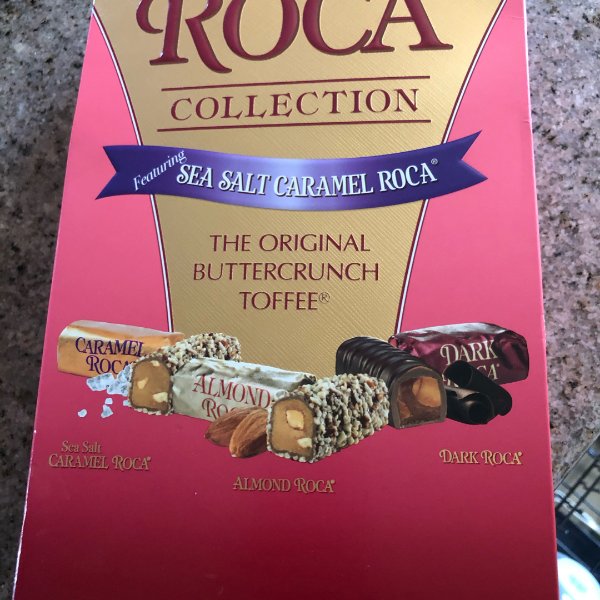 ROCA
COLLECTION
Featuring SEA SALT CARAMEL ROCA®
THE ORIGINAL
BUTTERCRUNCH
TOFFEE®
CARAMEL
ROCA
ALMOND
DARK
Sea Salt
CARAMEL ROCA®
ALMOND ROCA®
DARK ROCA®